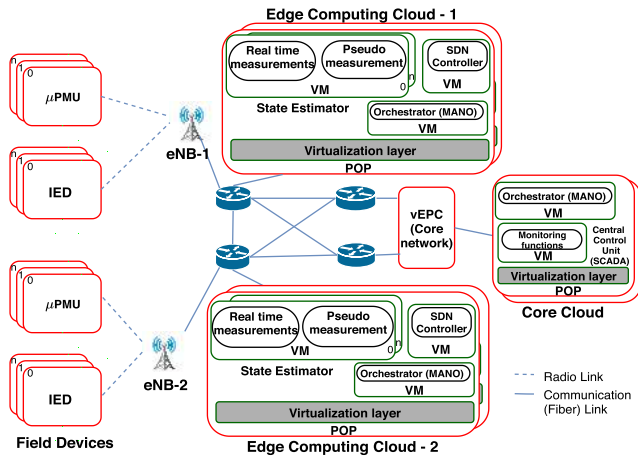 Edge Computing Cloud - 1
n
1
0
μPMU
n
1
0
IED
eNB-1
Real time
measurements
Pseudo
measurement
VM
0
n
SDN
Controller
VM
State Estimator
Orchestrator (MANO)
VM
Virtualization layer
POP
vEPC
(Core
network)
Orchestrator (MANO)
VM
Monitoring
functions
VM
Central
Control
Unit
(SCADA)
Virtualization layer
POP
Core Cloud
n
1
0
μPMU
n
1
0
IED
Field Devices
eNB-2
Real time
measurements
Pseudo
measurement
VM
0
n
SDN
Controller
VM
State Estimator
Orchestrator (MANO)
VM
Virtualization layer
POP
Edge Computing Cloud - 2
Radio Link
Communication
(Fiber) Link